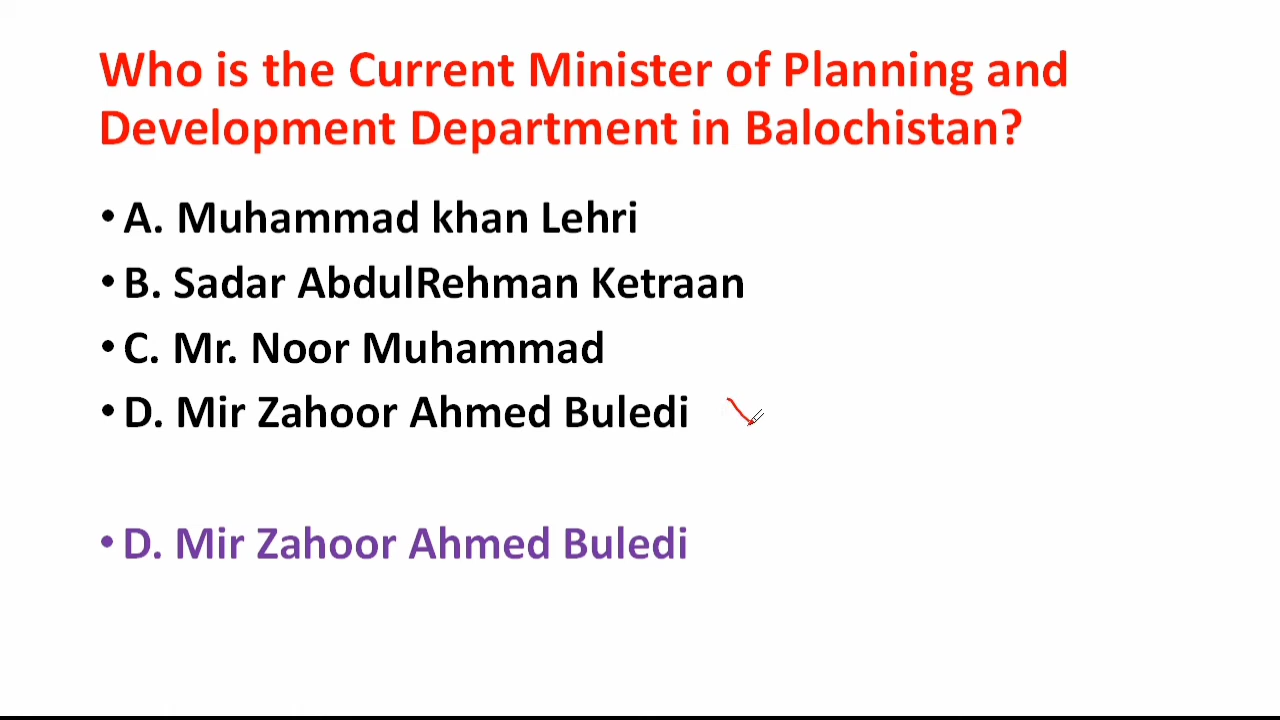 Who is the Current Minister of Planning and
Development Department in Balochistan?
• A. Muhammad khan Lehri
• B. Sadar AbdulRehman Ketraan
• C. Mr. Noor Muhammad
• D. Mir Zahoor Ahmed Buledi
• D. Mir Zahoor Ahmed Buledi